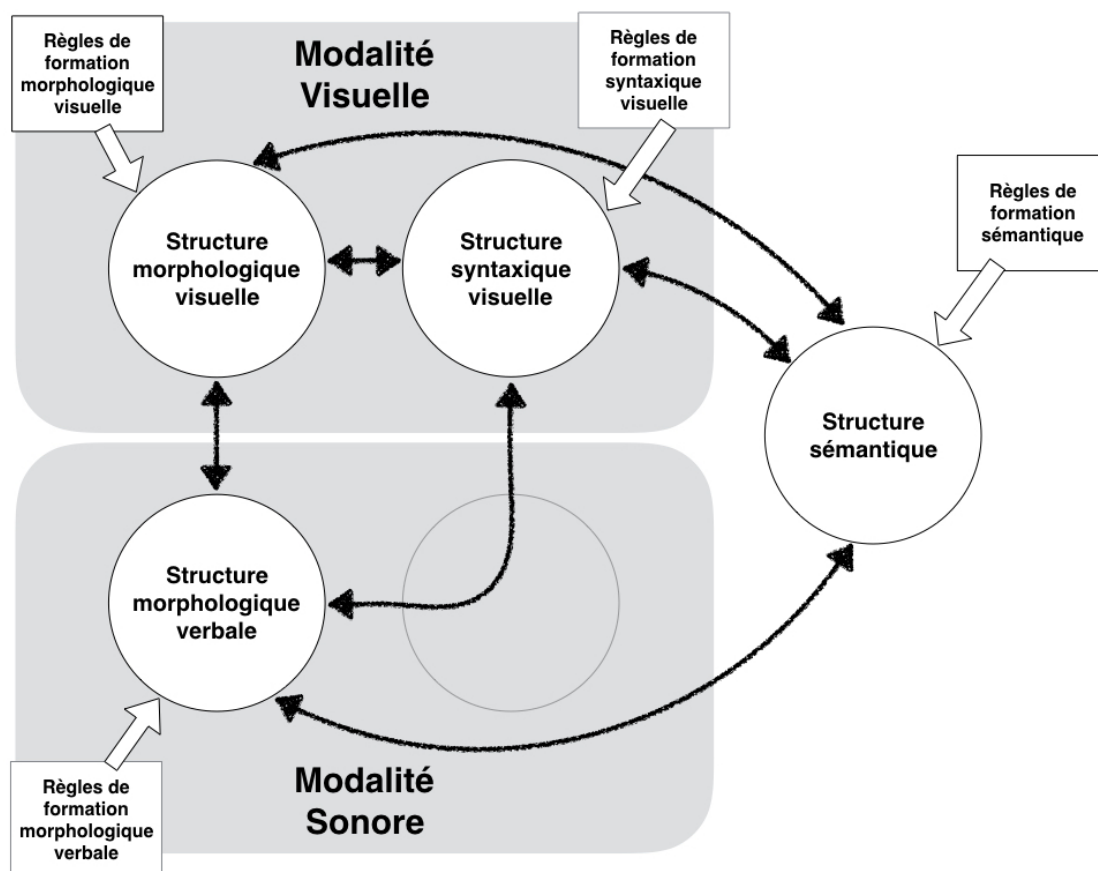 Règles de
formation
morphologique
visuelle
Modalité
Visuelle
Règles de
formation
syntaxique
visuelle
Règles de
formation
sémantique
Structure
morphologique
visuelle
Structure
syntaxique
visuelle
Structure
sémantique
Structure
morphologique
verbale
Modalité
Sonore
Règles de
formation
morphologique
verbale